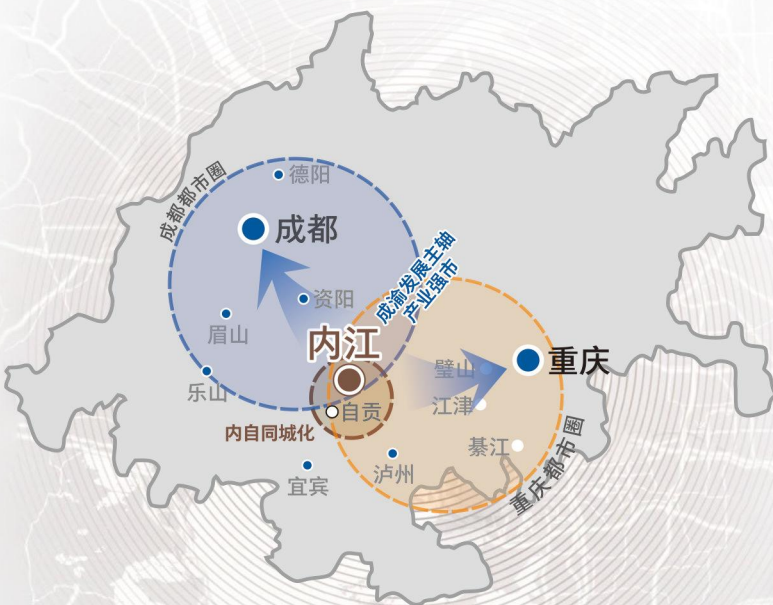 德阳
成都都市圈
成都
成渝发展主轴
产业强市
资阳
眉山
内江
重庆
璧山
乐山
江津
自贡
内自同城化
綦江
泸州
宜宾
重庆都市圈